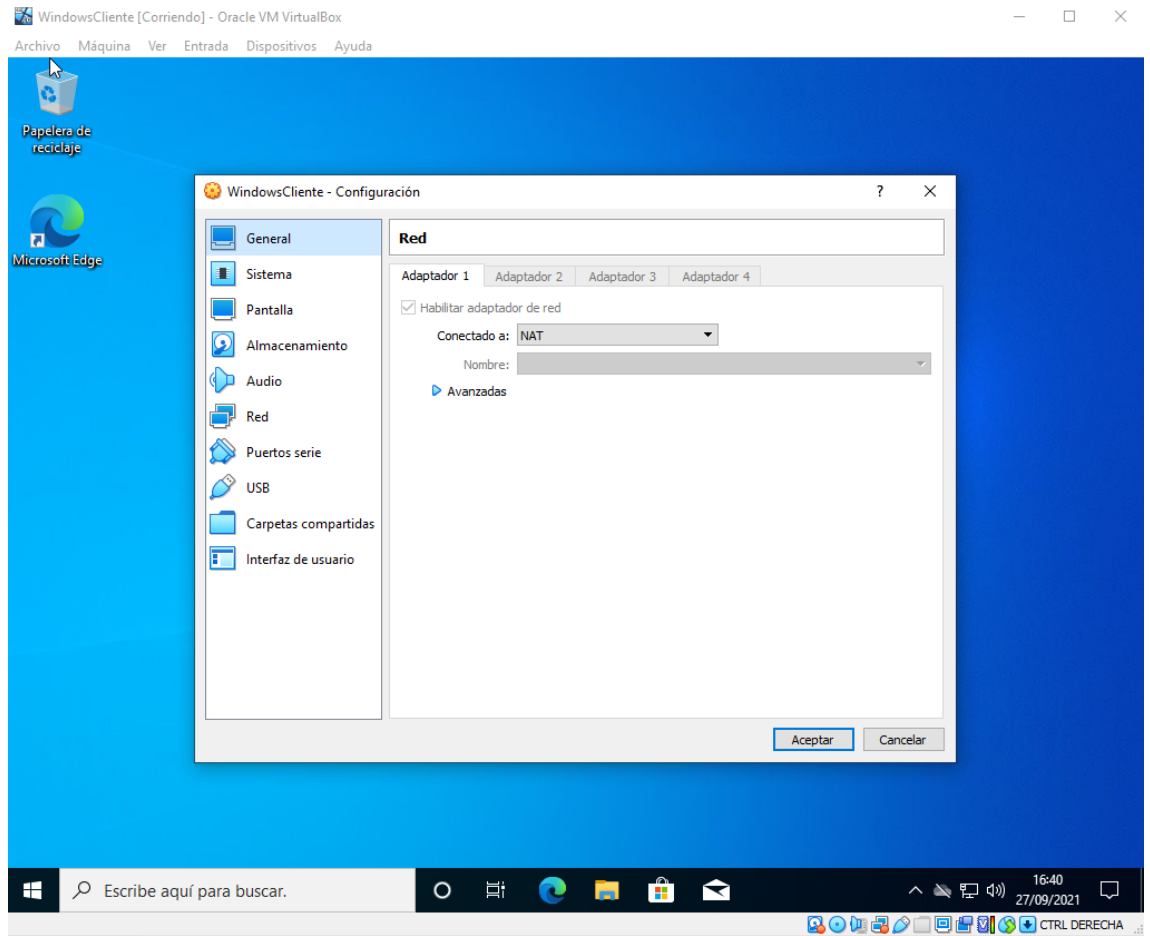 WindowsCliente [Corriendo] - Oracle VM VirtualBox
Archivo Máquina Ver Entrada Dispositivos Ayuda
Papelera de
reciclaje
Microsoft Edge
WindowsCliente - Configuración
General
Sistema
Pantalla
Almacenamiento
Audio
Red
Puertos serie
USB
Carpetas compartidas
Interfaz de usuario
Red
Adaptador 1 Adaptador 2 Adaptador 3 Adaptador 4
Habilitar adaptador de red
Conectado a: NAT
Nombre:
Avanzadas
Aceptar Cancelar
Escribe aquí para buscar.
16:40
27/09/2021
CTRL DERECHA